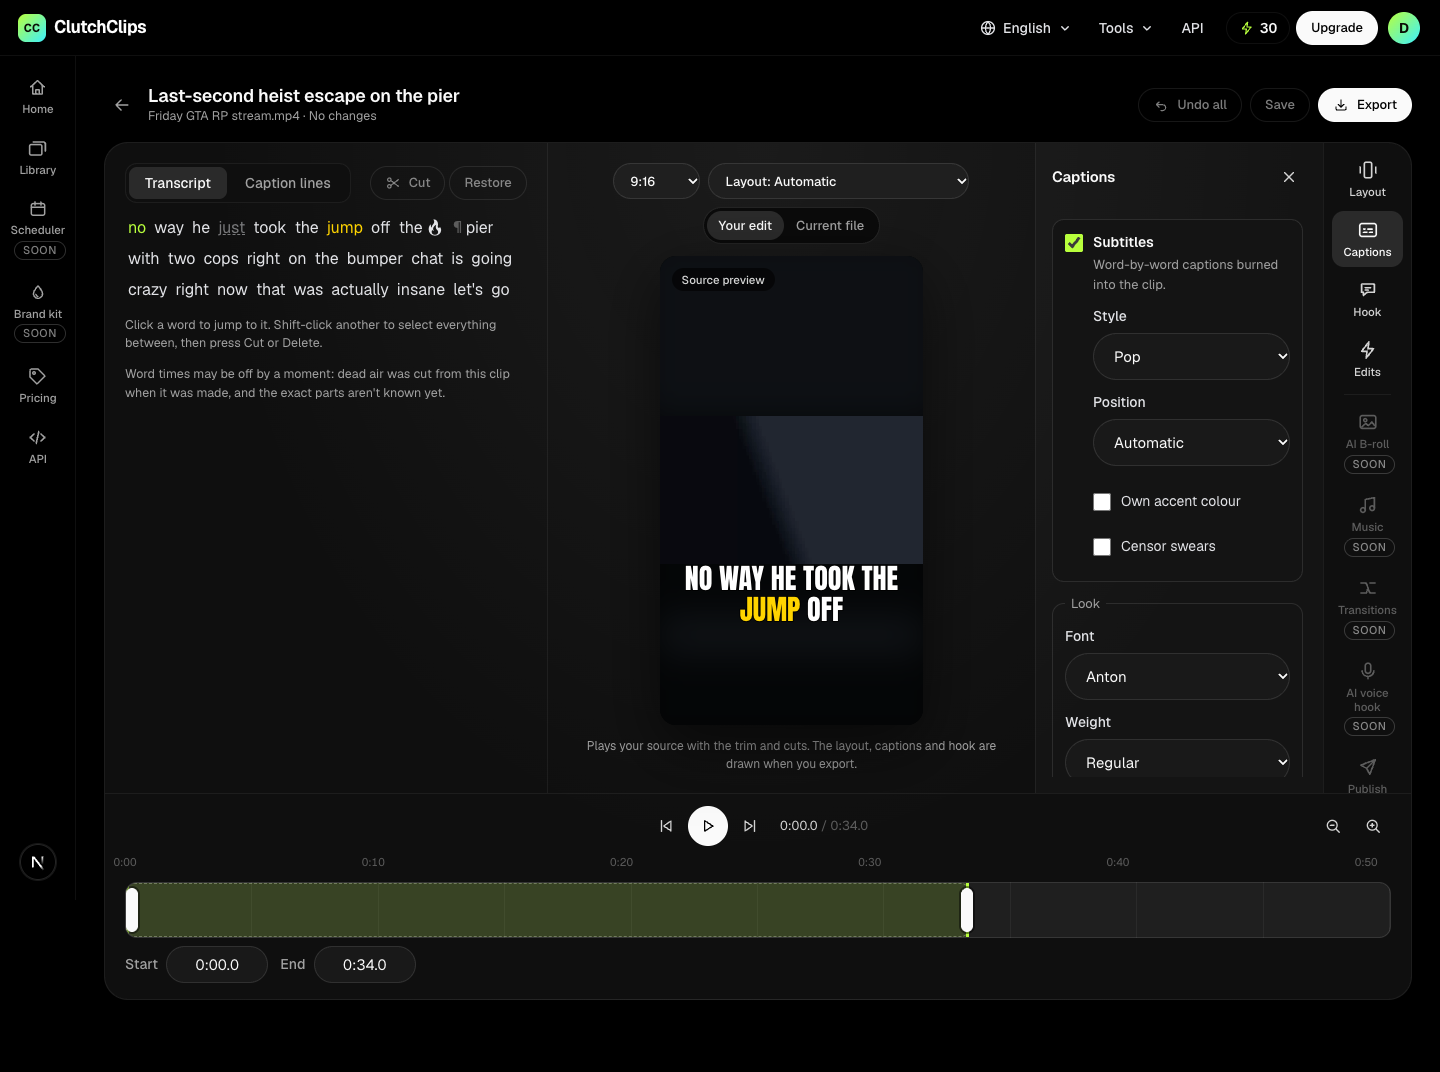 CC ClutchClips
English
Tools
API
30
Upgrade
D
Home
Library
Scheduler
SOON
Brand kit
SOON
Pricing
API
N
Last-second heist escape on the pier
Friday GTA RP stream.mp4 · No changes
Undo all
Save
Export
Transcript
Caption lines
Cut
Restore
no way he just took the jump off the 🔥 ¶ pier
with two cops right on the bumper chat is going
crazy right now that was actually insane let's go
Click a word to jump to it. Shift-click another to select everything
between, then press Cut or Delete.
Word times may be off by a moment: dead air was cut from this clip
when it was made, and the exact parts aren't known yet.
9:16
Layout: Automatic
Your edit
Current file
Source preview
NO WAY HE TOOK THE
JUMP OFF
Plays your source with the trim and cuts. The layout, captions and hook are
drawn when you export.
Captions
Subtitles
Word-by-word captions burned
into the clip.
Style
Pop
Position
Automatic
Own accent colour
Censor swears
Look
Font
Anton
Weight
Regular
Layout
Captions
Hook
Edits
AI B-roll
SOON
Music
SOON
Transitions
SOON
AI voice
hook
SOON
Publish
0:00.0 / 0:34.0
0:00
0:10
0:20
0:30
0:40
0:50
Start
0:00.0
End
0:34.0